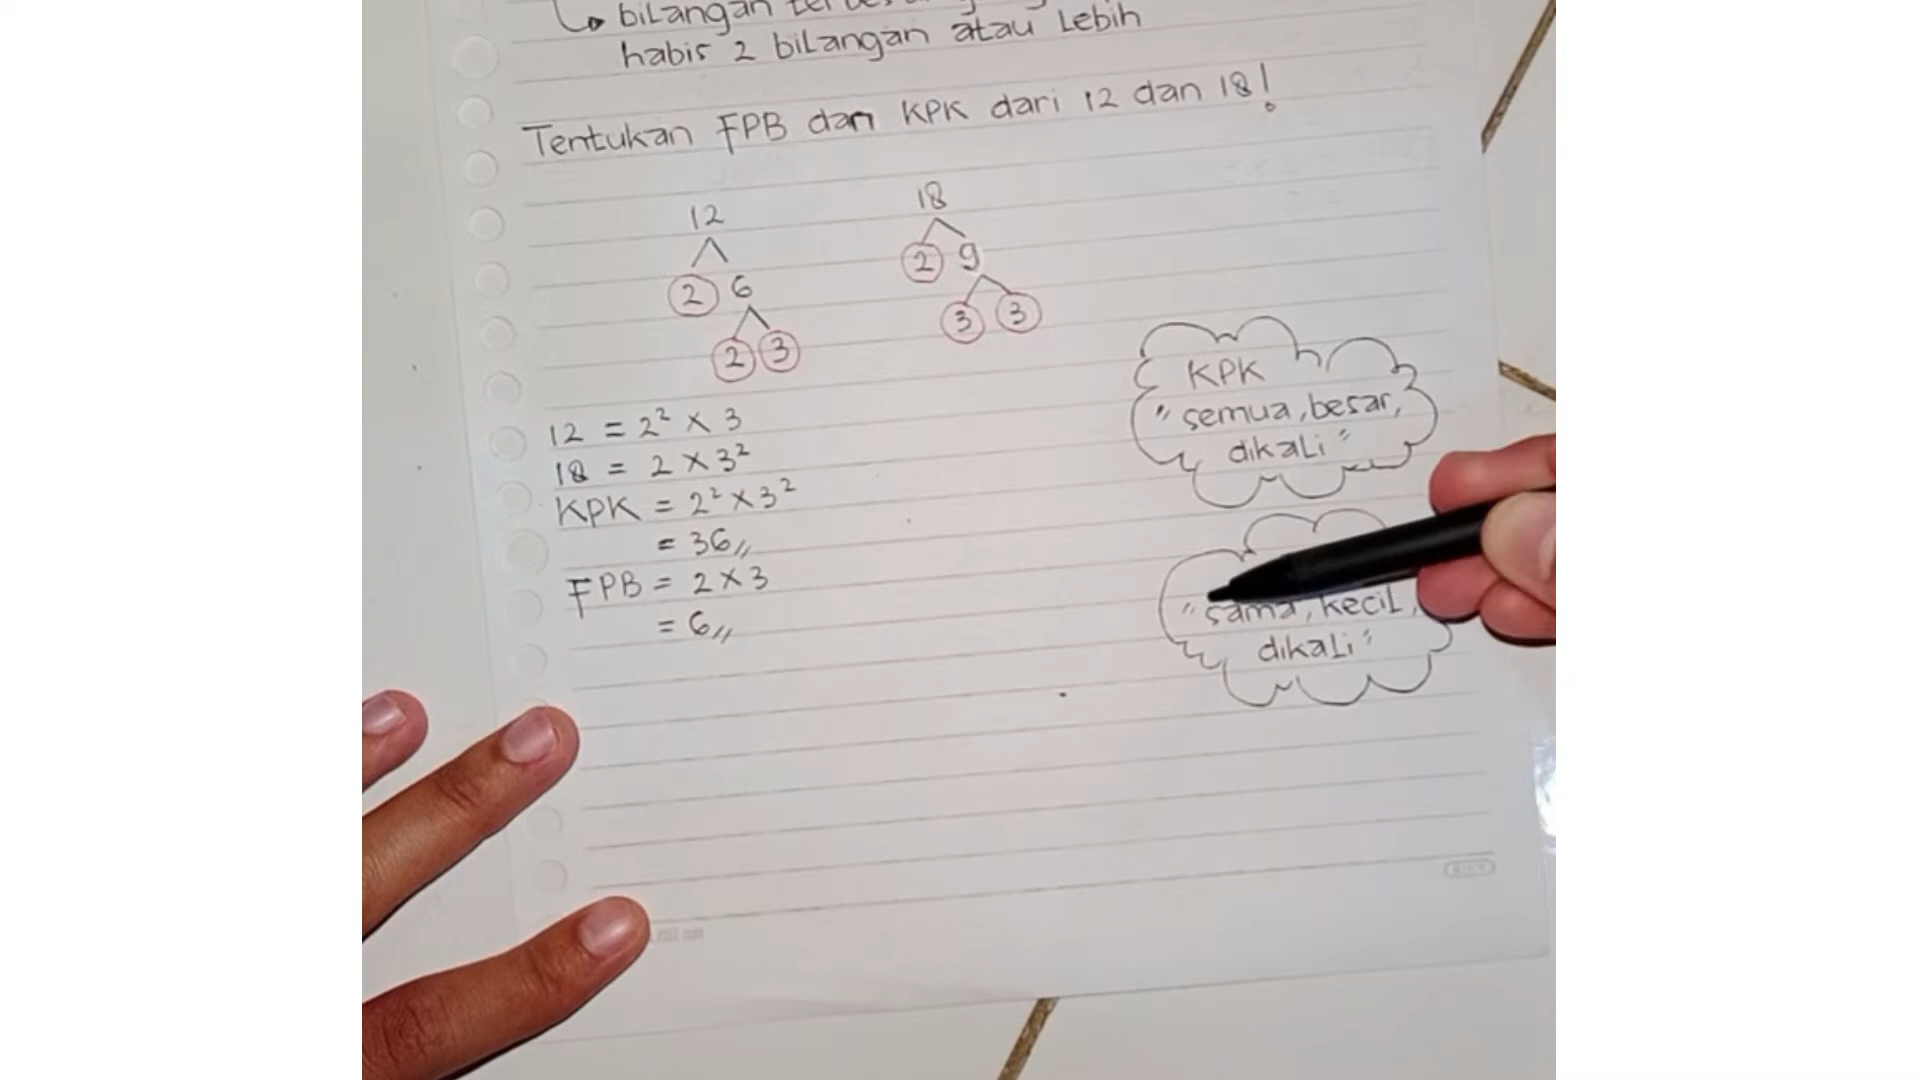 bilangan
habis 2 bilangan atau Lebih
Tentukan FPB dan KPK dari 12 dan 18!
12
2 6
2 3
18
2 9
3 3
12 = 2² × 3
18 = 2 × 3²
KPK = 2² × 3²
= 36,,
FPB = 2 × 3
= 6,,
KPK
"semua, besar,
dikali"
"sama, kecil,
dikali"